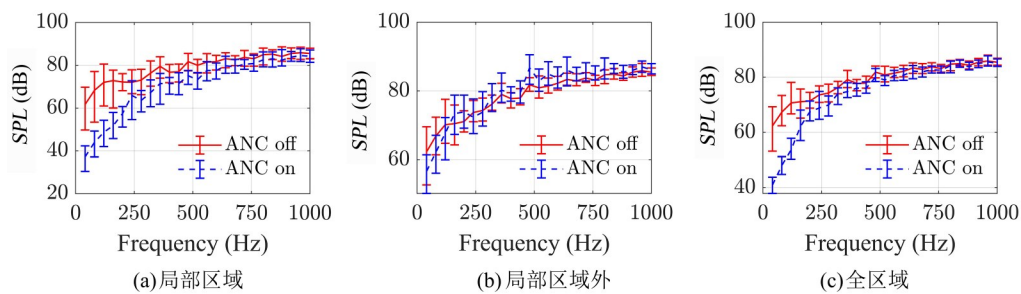 100
80
60
40
20
SPL (dB)
ANC off
ANC on
0 250 500 750 1000
Frequency (Hz)
(a)局部区域
100
80
60
SPL (dB)
ANC off
ANC on
0 250 500 750 1000
Frequency (Hz)
(b)局部区域外
100
80
60
40
SPL (dB)
ANC off
ANC on
0 250 500 750 1000
Frequency (Hz)
(c)全区域